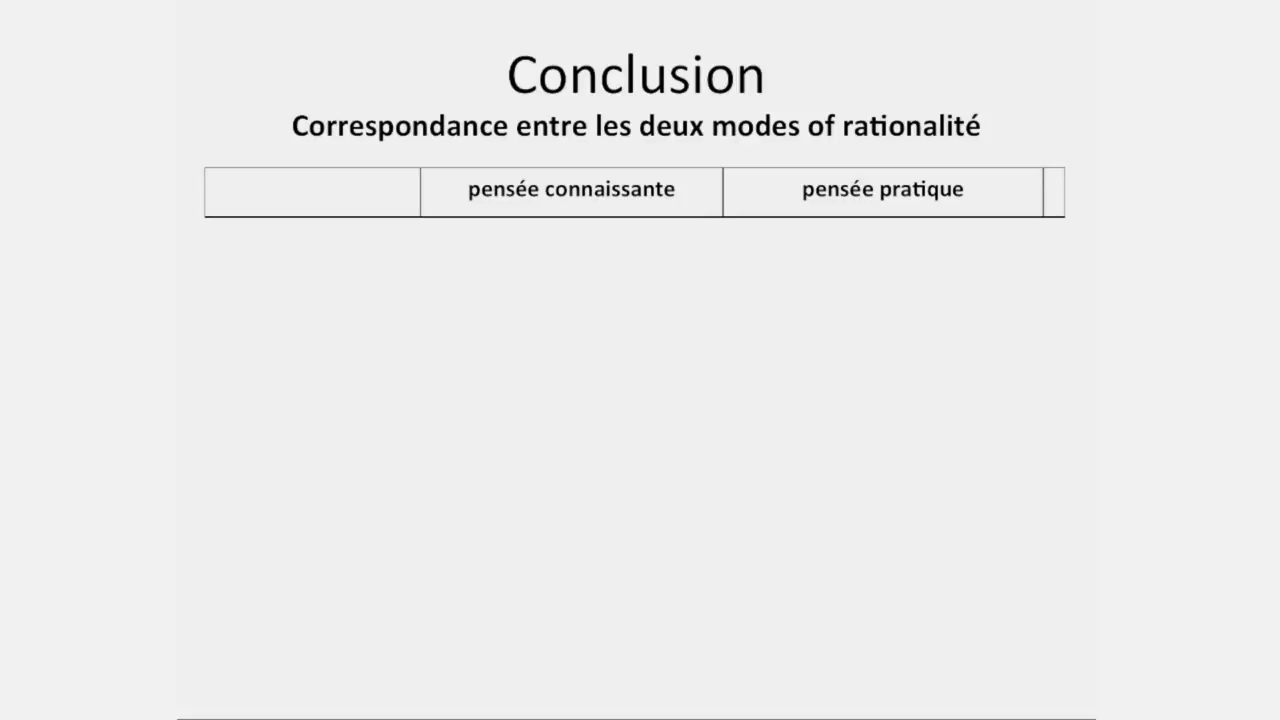 Conclusion
Correspondance entre les deux modes of rationalité
pensée connaissante pensée pratique